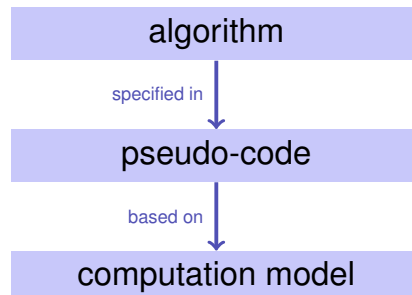 algorithm
specified in
pseudo-code
based on
computation model